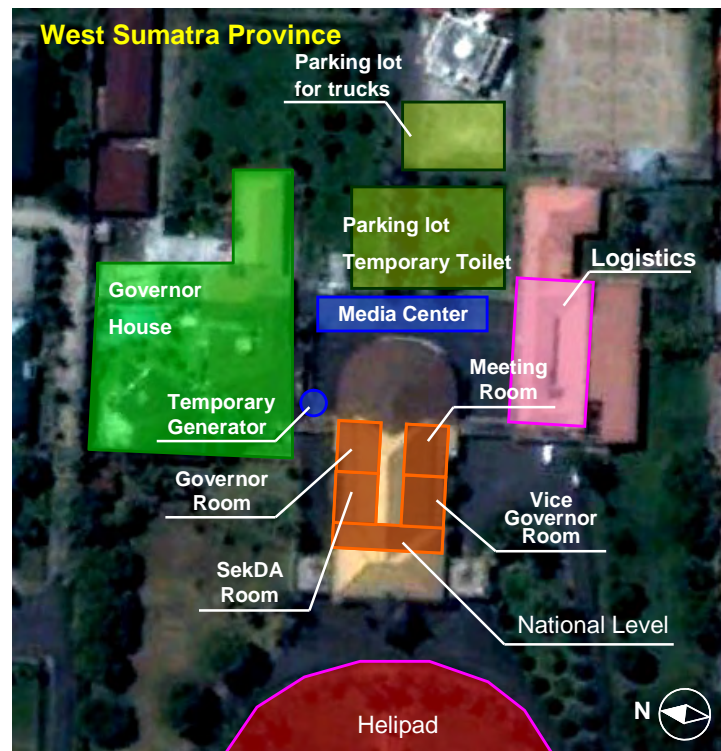 West Sumatra Province
Parking lot
for trucks
Parking lot
Temporary Toilet
Logistics
Governor
House
Media Center
Meeting
Room
Temporary
Generator
Governor
Room
Vice
Governor
Room
SekDA
Room
National Level
N
Helipad